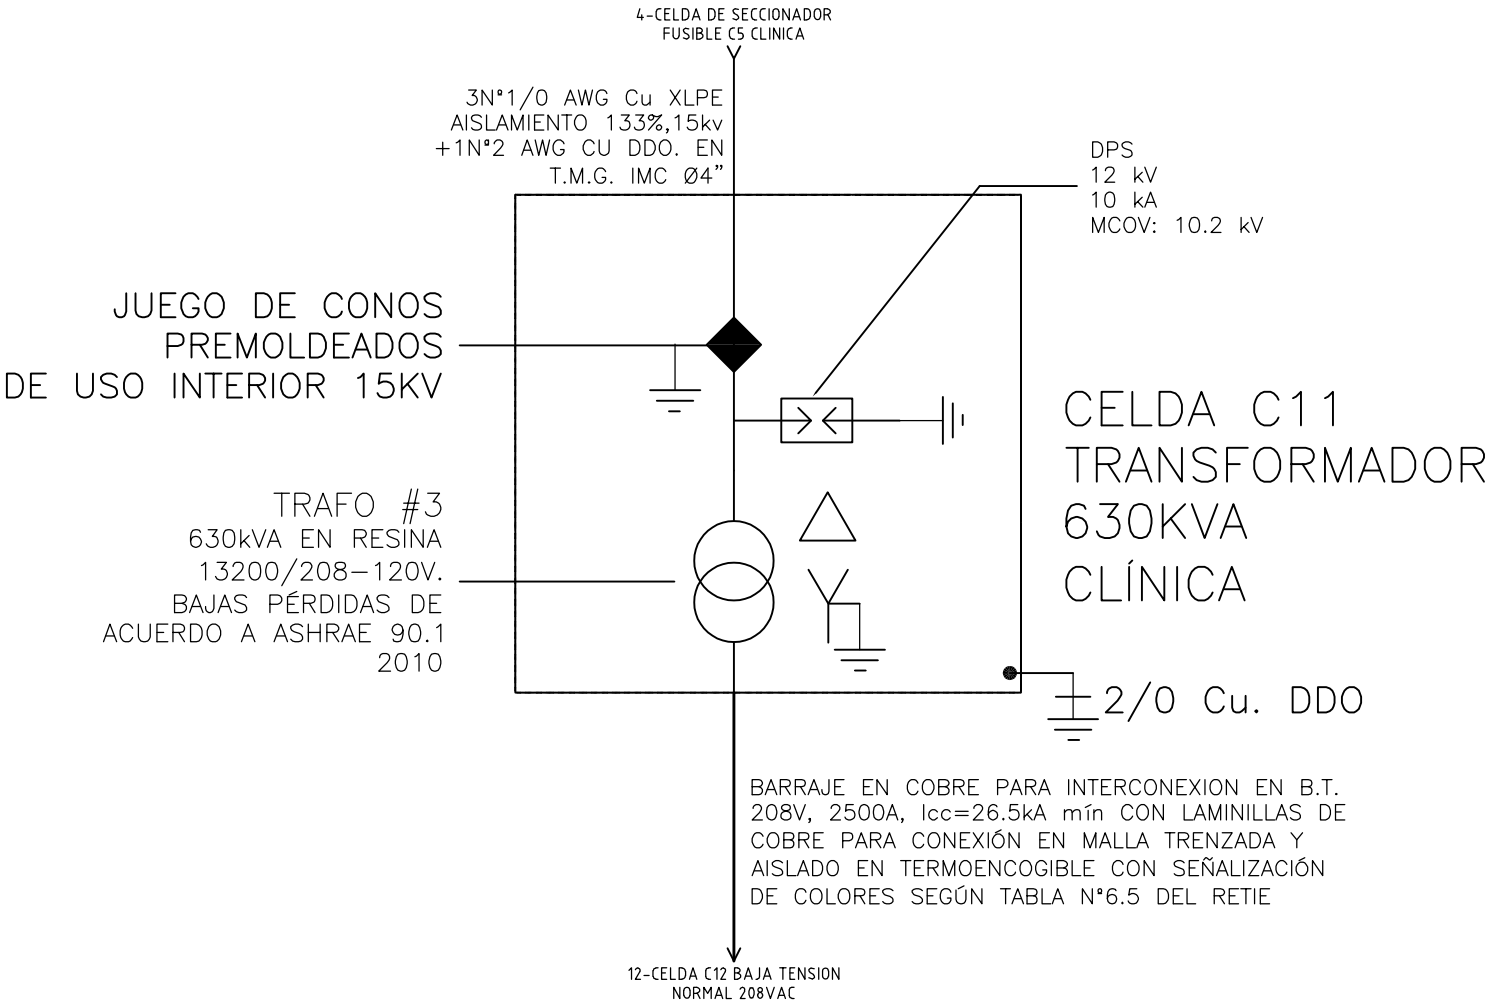 4-CELDA DE SECCIONADOR
FUSIBLE C5 CLINICA
3N°1/0 AWG Cu XLPE
AISLAMIENTO 133%,15kv
+1N°2 AWG CU DDO. EN
T.M.G. IMC Ø4”
DPS
12 kV
10 kA
MCOV: 10.2 kV
JUEGO DE CONOS
PREMOLDEADOS
DE USO INTERIOR 15KV
CELDA C11
TRANSFORMADOR
630KVA
CLÍNICA
TRAFO #3
630kVA EN RESINA
13200/208-120V.
BAJAS PÉRDIDAS DE
ACUERDO A ASHRAE 90.1
2010
2/0 Cu. DDO
BARRAJE EN COBRE PARA INTERCONEXION EN B.T.
208V, 2500A, Icc=26.5kA mín CON LAMINILLAS DE
COBRE PARA CONEXIÓN EN MALLA TRENZADA Y
AISLADO EN TERMOENCOGIBLE CON SEÑALIZACIÓN
DE COLORES SEGÚN TABLA N°6.5 DEL RETIE
12-CELDA C12 BAJA TENSION
NORMAL 208VAC